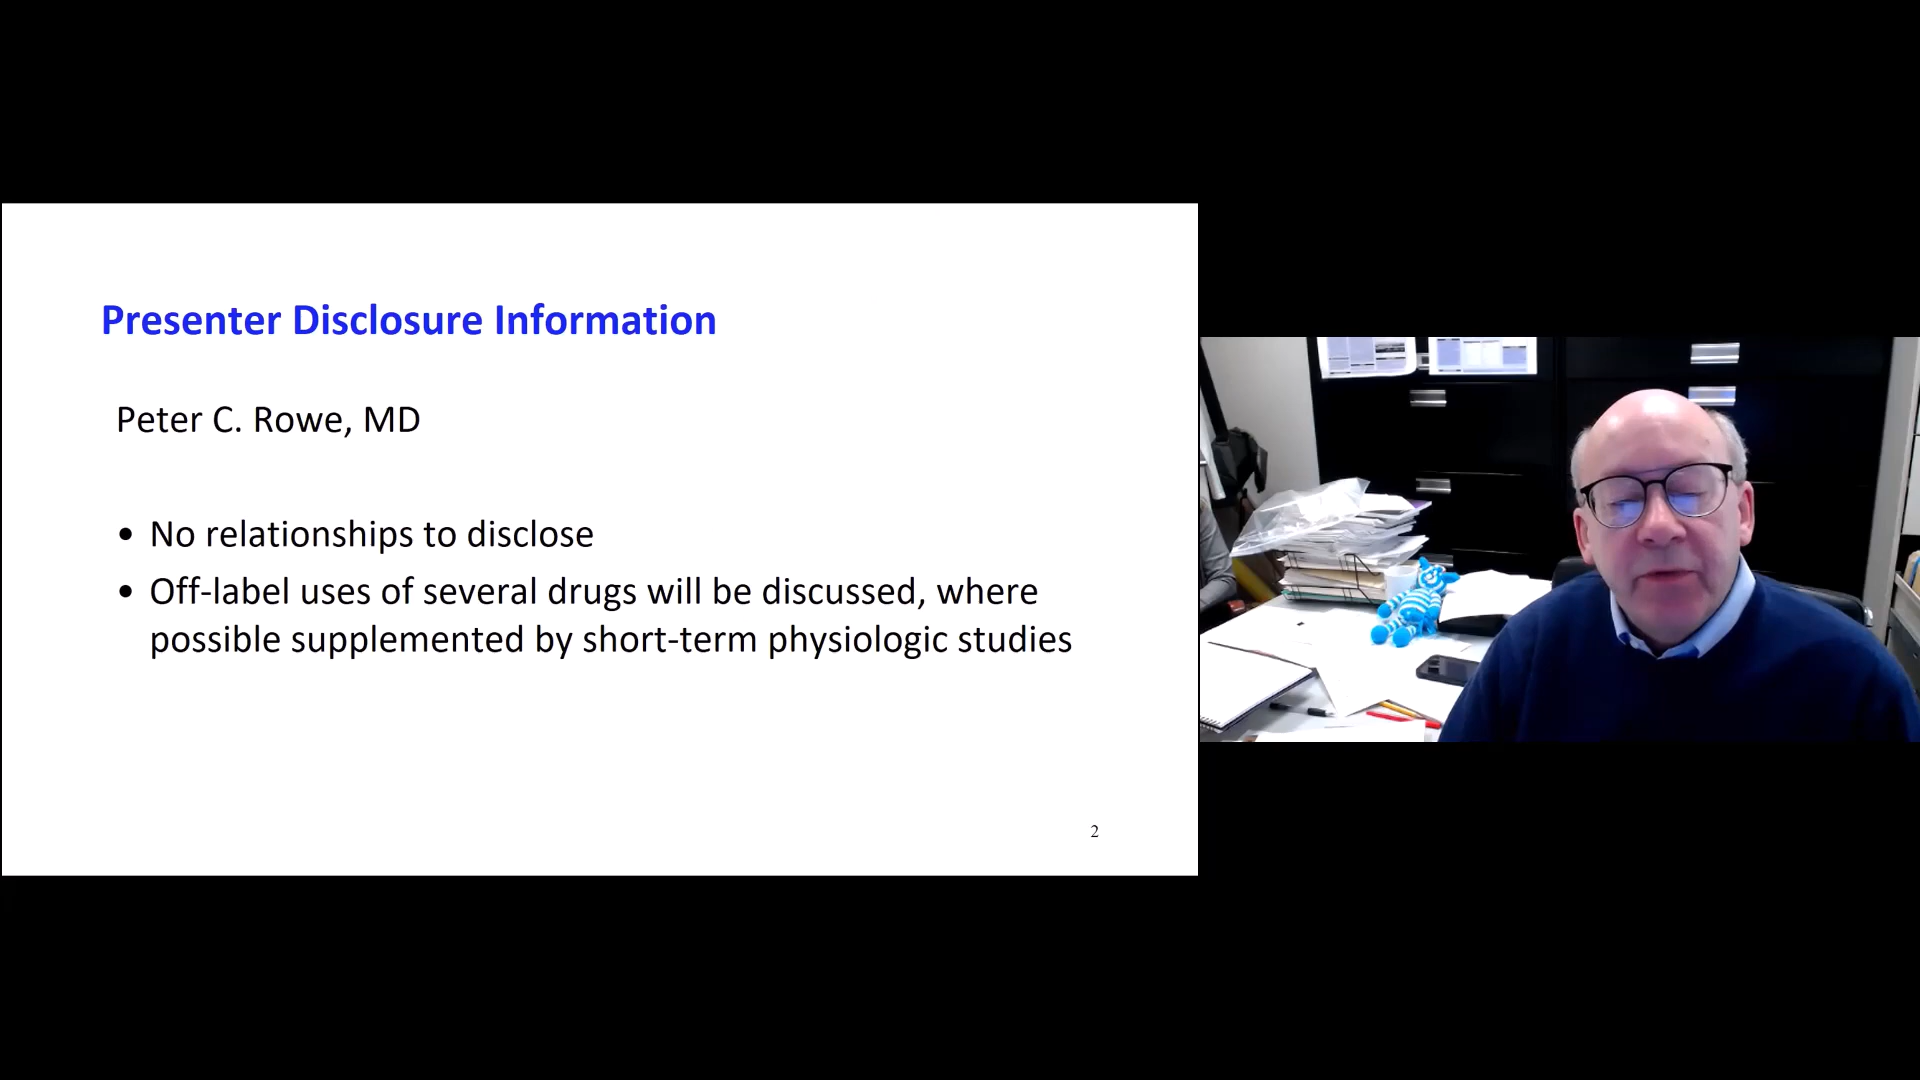 Presenter Disclosure Information
Peter C. Rowe, MD
• No relationships to disclose
• Off-label uses of several drugs will be discussed, where
possible supplemented by short-term physiologic studies
2